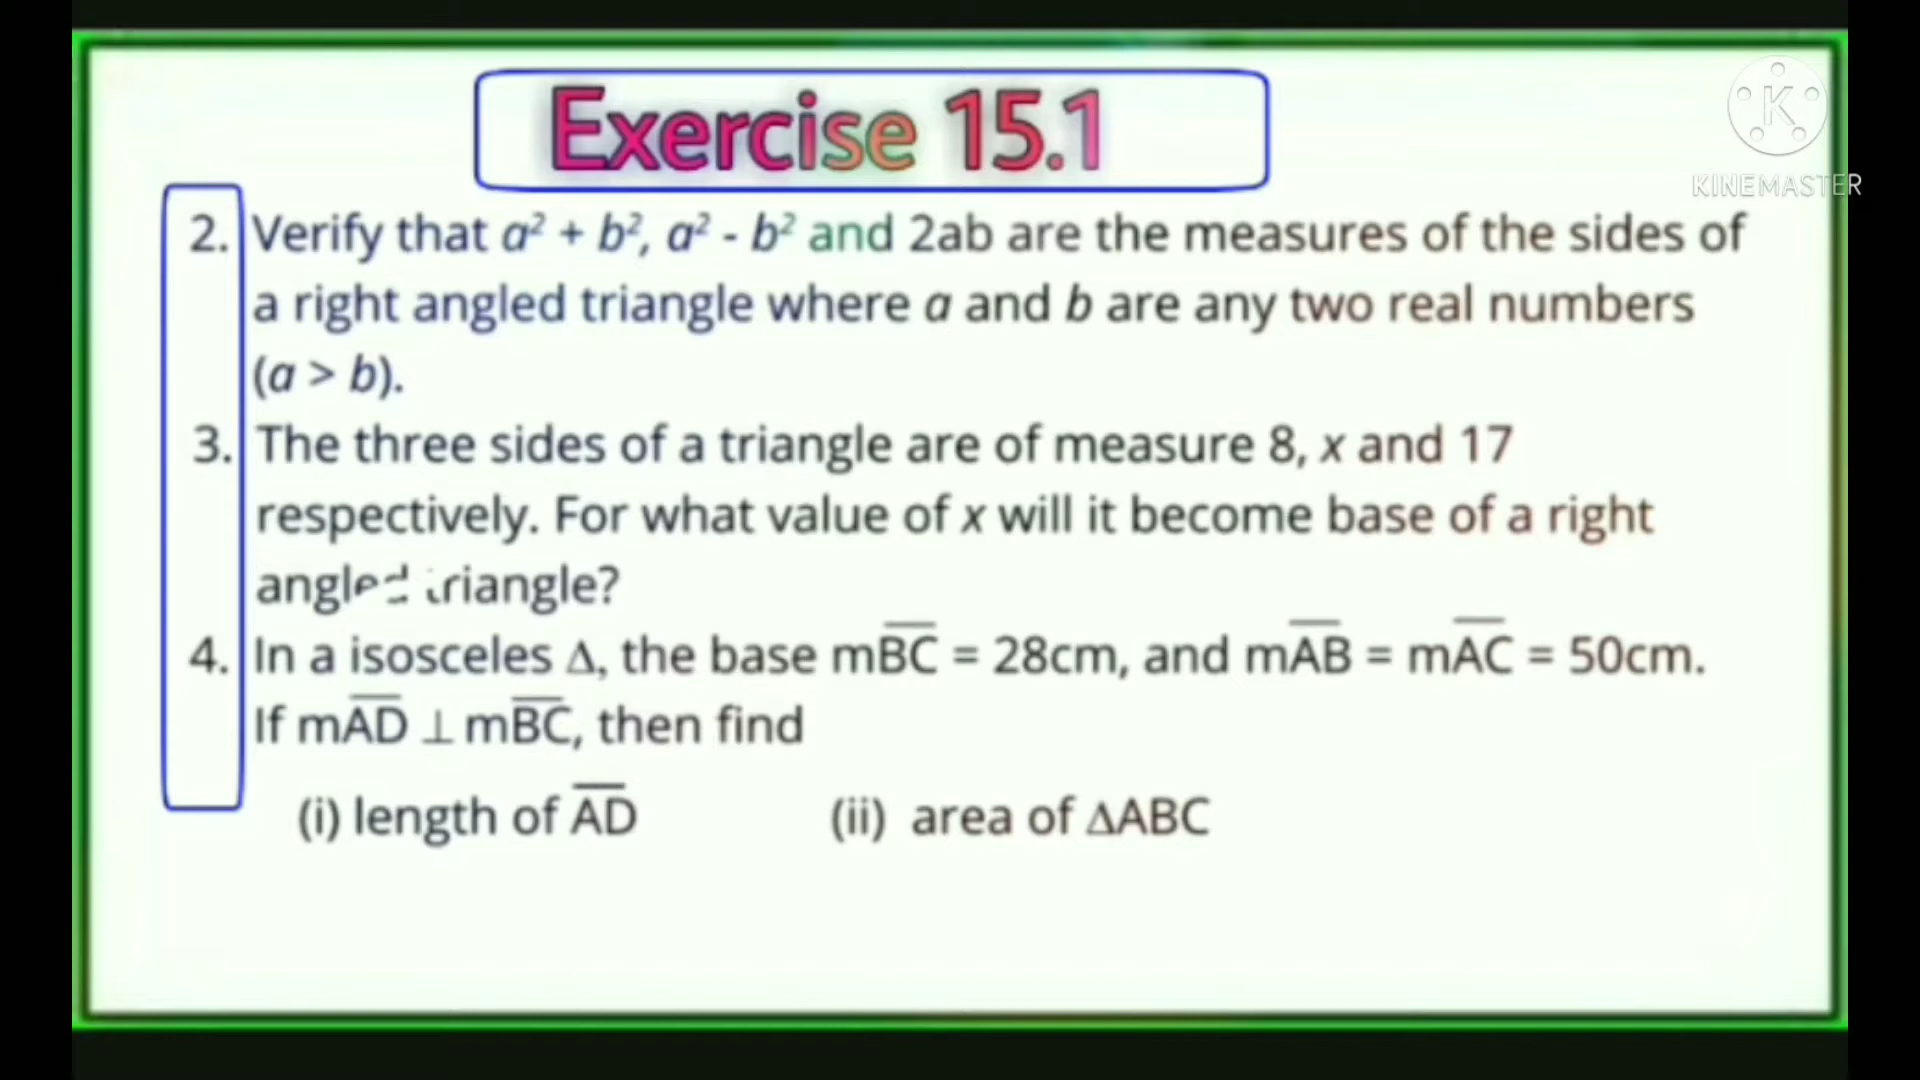 Exercise 15.1
KINEMASTER
2. Verify that a² + b², a² - b² and 2ab are the measures of the sides of
a right angled triangle where a and b are any two real numbers
(a > b).
3. The three sides of a triangle are of measure 8, x and 17
respectively. For what value of x will it become base of a right
angled triangle?
4. In a isosceles Δ, the base mB̅C̅ = 28cm, and mA̅B̅ = mA̅C̅ = 50cm.
If mA̅D̅ ⊥ mB̅C̅, then find
(i) length of A̅D̅ (ii) area of ΔABC